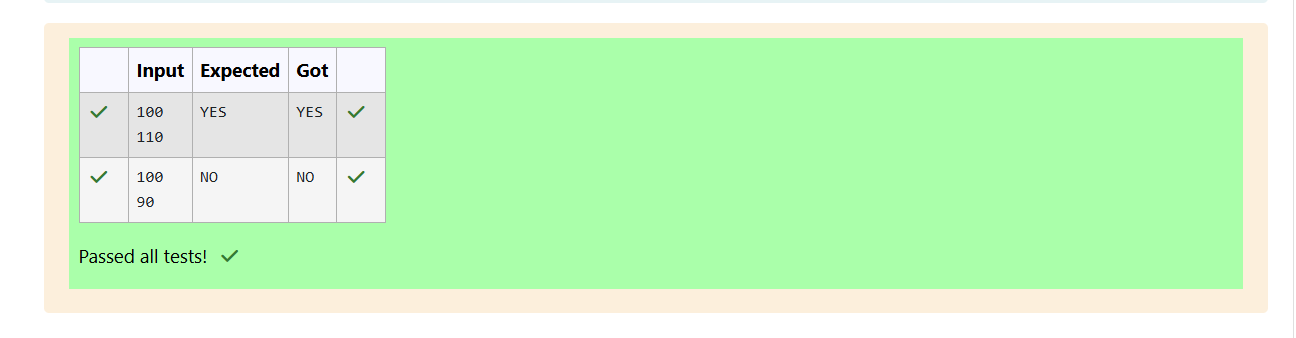 Input Expected Got
100 YES YES
110
100 NO NO
90
Passed all tests!